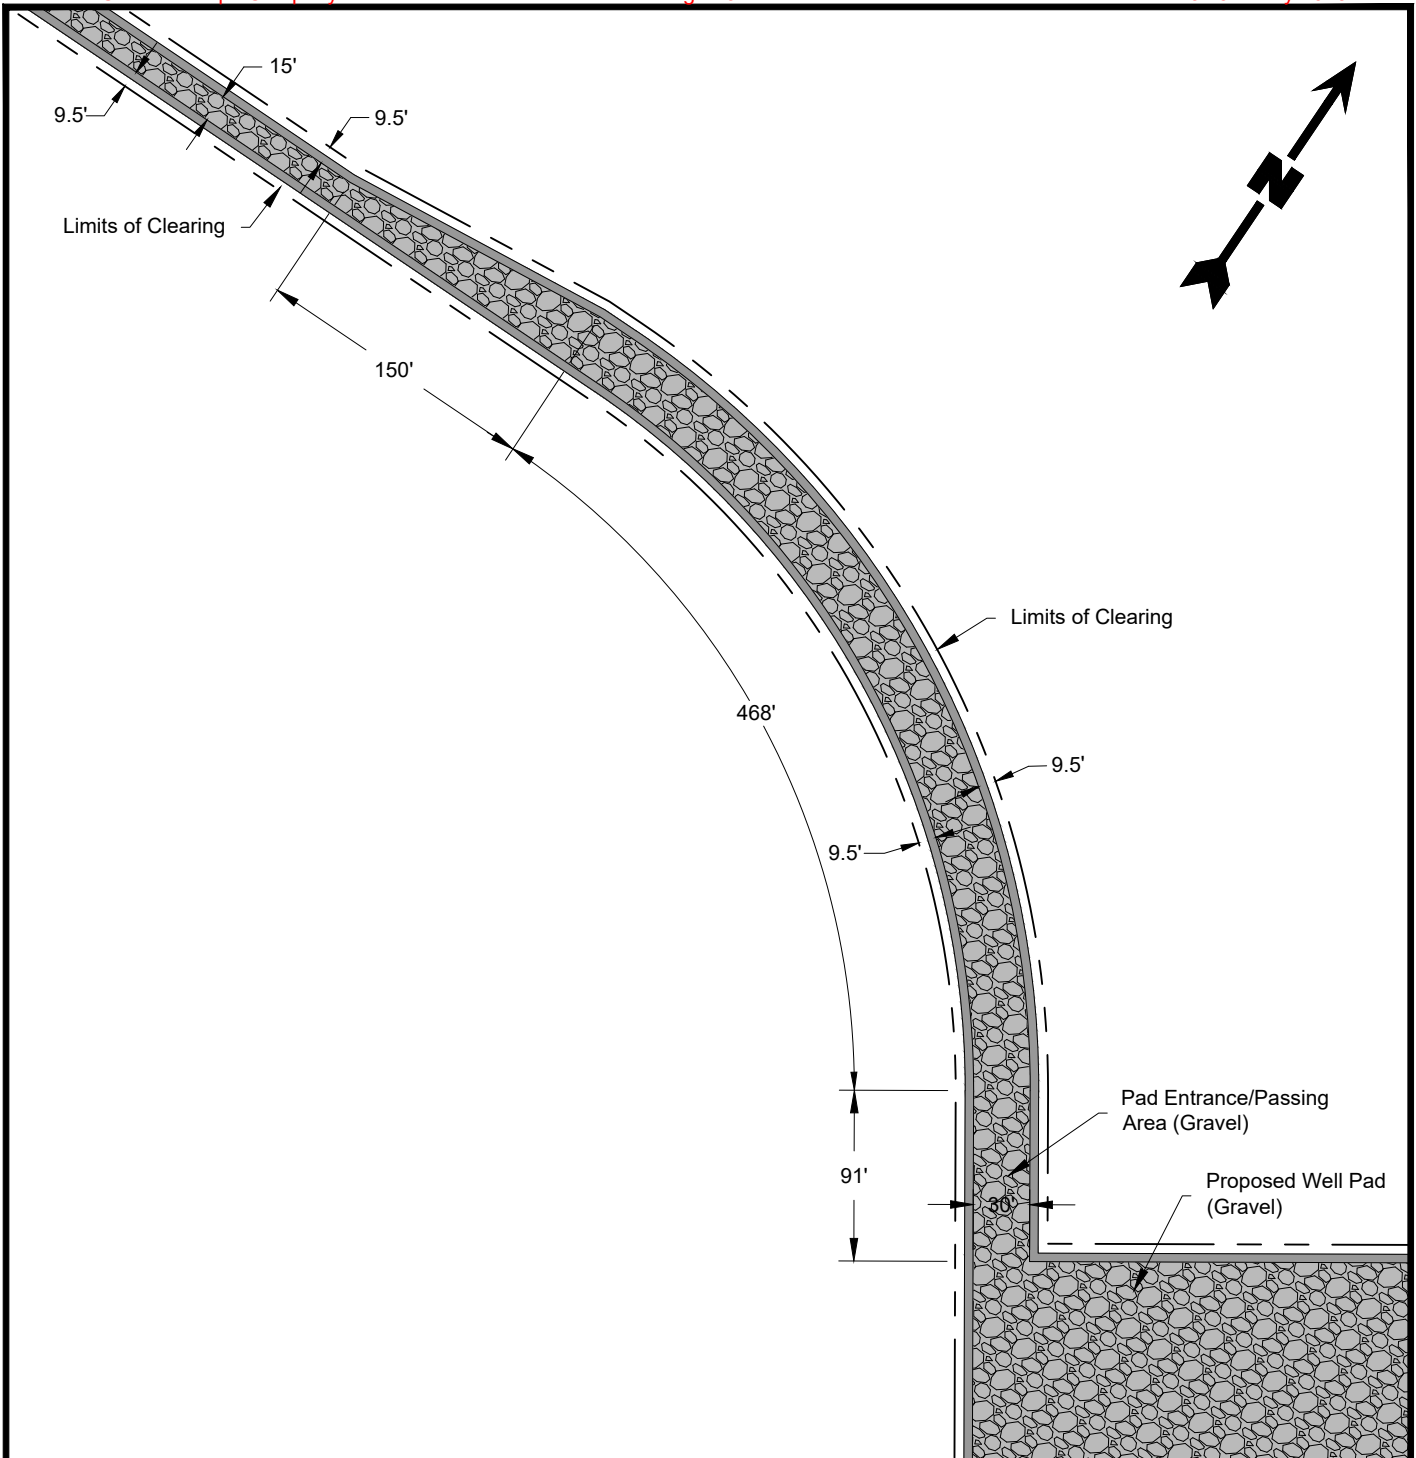 15'
9.5'
9.5'
N
Limits of Clearing
150'
Limits of Clearing
468'
9.5'
9.5'
Pad Entrance/Passing
Area (Gravel)
91'
Proposed Well Pad
(Gravel)
30'